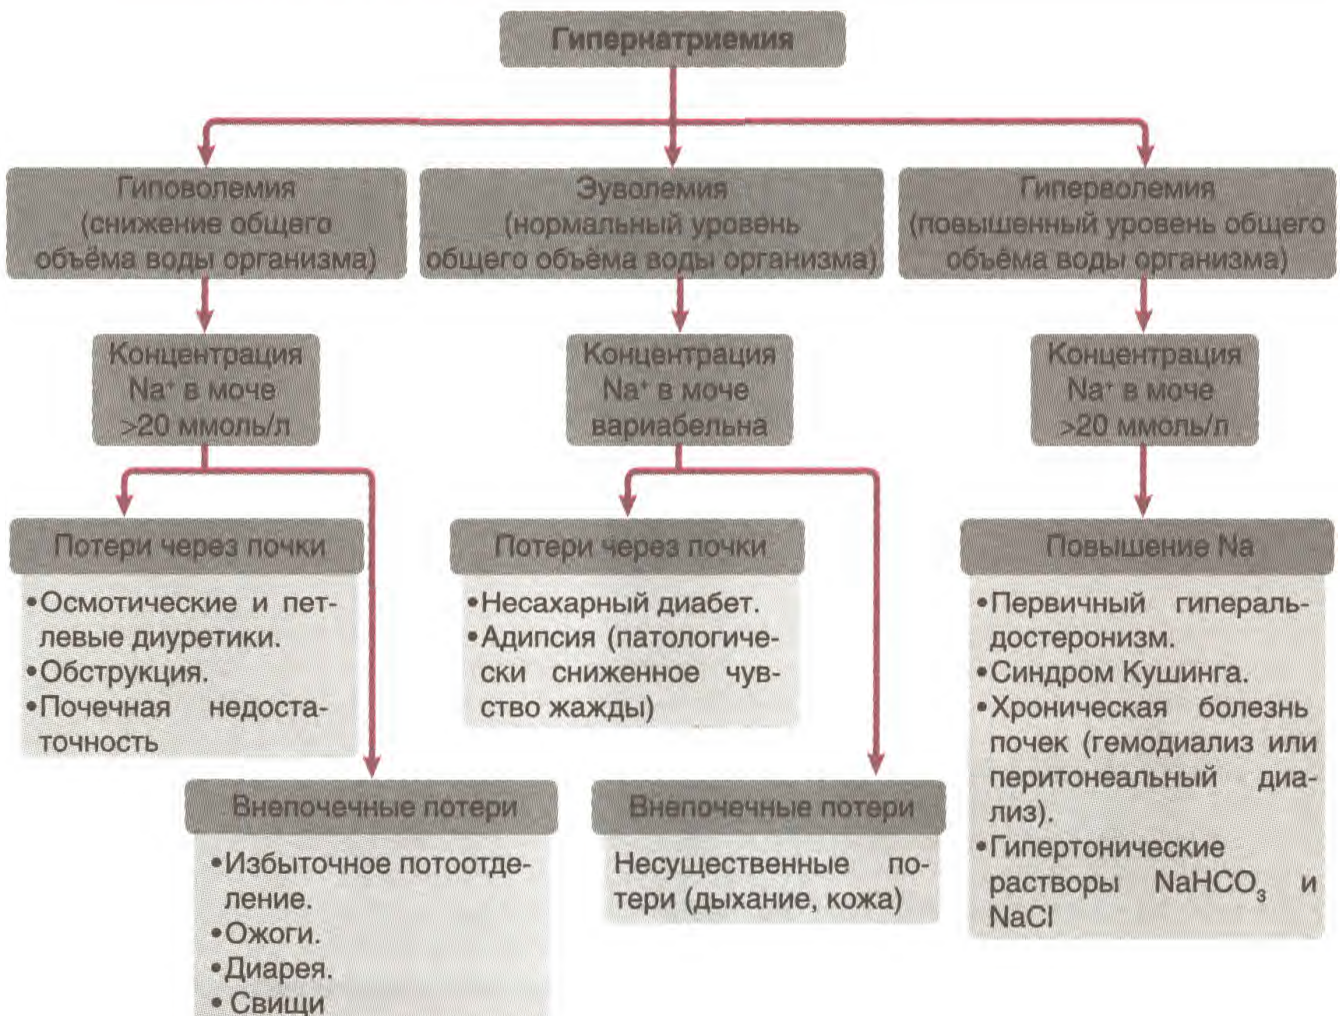 Гипернатриемия
Гиповолемия
(снижение общего
объёма воды организма)
Эуволемия
(нормальный уровень
общего объёма воды организма)
Гиперволемия
(повышенный уровень общего
объёма воды организма)
Концентрация
Na⁺ в моче
>20 ммоль/л
Концентрация
Na⁺ в моче
вариабельна
Концентрация
Na⁺ в моче
>20 ммоль/л
Потери через почки
•Осмотические и пет-
левые диуретики.
•Обструкция.
•Почечная недоста-
точность
Потери через почки
•Несахарный диабет.
•Адипсия (патологиче-
ски сниженное чув-
ство жажды)
Повышение Na
•Первичный гипераль-
достеронизм.
•Синдром Кушинга.
•Хроническая болезнь
почек (гемодиализ или
перитонеальный диа-
лиз).
•Гипертонические
растворы NaHCO₃ и
NaCl
Внепочечные потери
•Избыточное потоотде-
ление.
•Ожоги.
•Диарея.
• Свищи
Внепочечные потери
Несущественные по-
тери (дыхание, кожа)